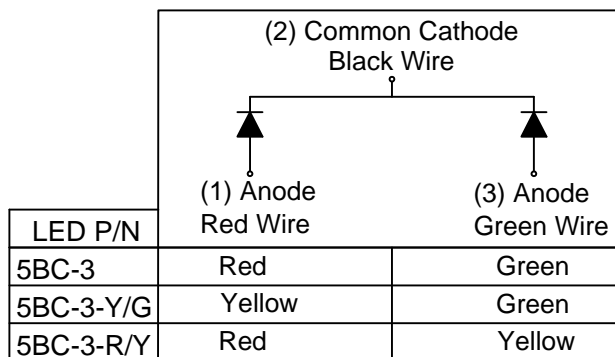 (2) Common Cathode
Black Wire
(1) Anode
Red Wire
(3) Anode
Green Wire
LED P/N
5BC-3 Red Green
5BC-3-Y/G Yellow Green
5BC-3-R/Y Red Yellow